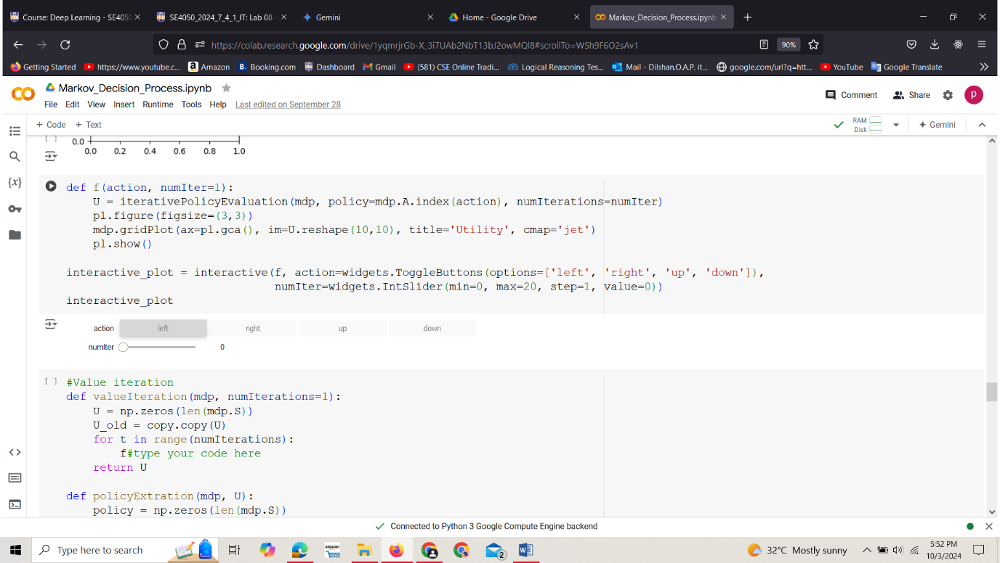 Course: Deep Learning - SE4050
SE4050_2024_7_4_1_IT: Lab 08 -
Gemini
Home - Google Drive
Markov_Decision_Process.ipynb
https://colab.research.google.com/drive/1yqmrjrGb-X_3i7UAb2NbT13bJ2owMQl8#scrollTo=WSh9F6O2sAv1
90%
Getting Started https://www.youtube.c... Amazon Booking.com Dashboard Gmail (581) CSE Online Tradi... Logical Reasoning Tes... Mail - Dilshan.O.A.P. it... google.com/url?q=htt... YouTube Google Translate
Markov_Decision_Process.ipynb
File Edit View Insert Runtime Tools Help Last edited on September 28
Comment Share P
+ Code + Text
RAM
Disk
Gemini
[ ]
0.0
0.0 0.2 0.4 0.6 0.8 1.0
{x}
def f(action, numIter=1):
U = iterativePolicyEvaluation(mdp, policy=mdp.A.index(action), numIterations=numIter)
pl.figure(figsize=(3,3))
mdp.gridPlot(ax=pl.gca(), im=U.reshape(10,10), title='Utility', cmap='jet')
pl.show()
interactive_plot = interactive(f, action=widgets.ToggleButtons(options=['left', 'right', 'up', 'down']),
numIter=widgets.IntSlider(min=0, max=20, step=1, value=0))
interactive_plot
action left right up down
numIter 0
[ ] #Value iteration
def valueIteration(mdp, numIterations=1):
U = np.zeros(len(mdp.S))
U_old = copy.copy(U)
for t in range(numIterations):
f#type your code here
return U
def policyExtration(mdp, U):
policy = np.zeros(len(mdp.S))
Connected to Python 3 Google Compute Engine backend
Type here to search
amazon
2
32°C Mostly sunny
5:52 PM
10/3/2024